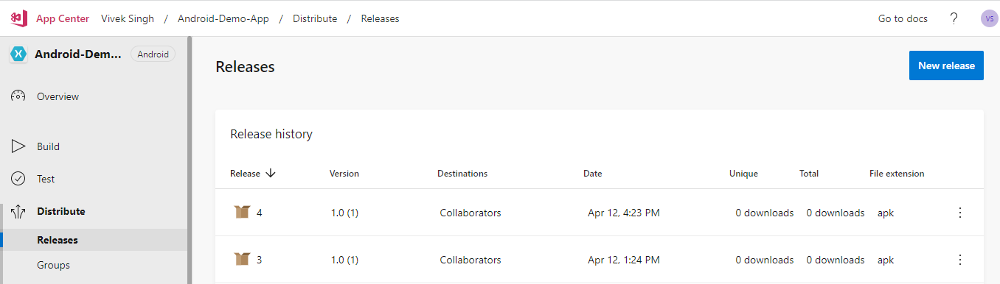 App Center Vivek Singh / Android-Demo-App / Distribute / Releases Go to docs ? VS
Android-Dem... Android
Releases New release
Overview
Release history
Build
Release Version Destinations Date Unique Total File extension
Test
Distribute 4 1.0 (1) Collaborators Apr 12, 4:23 PM 0 downloads 0 downloads apk
Releases
3 1.0 (1) Collaborators Apr 12, 1:24 PM 0 downloads 0 downloads apk
Groups